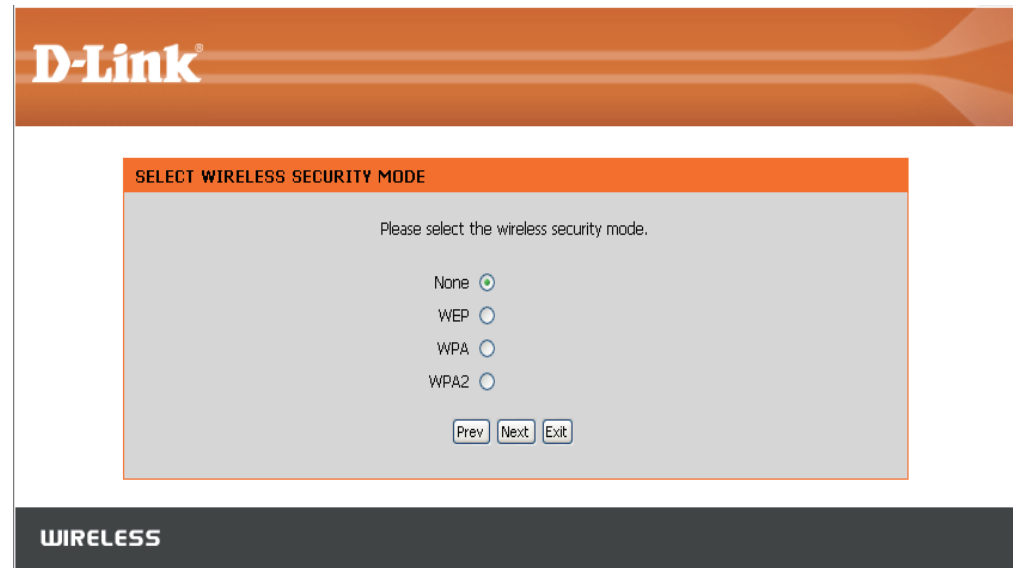 D-Link®
SELECT WIRELESS SECURITY MODE
Please select the wireless security mode.
None
WEP
WPA
WPA2
Prev Next Exit
WIRELESS